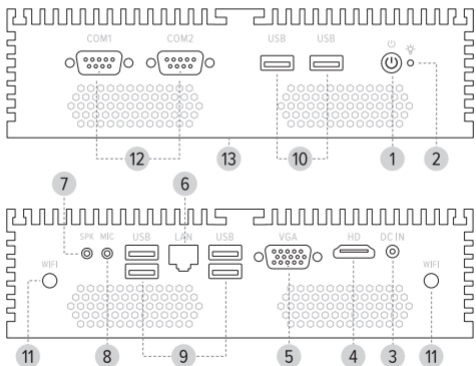 COM1 COM2 USB USB
12 13 10 1 2
7 6
SPK MIC USB LAN USB VGA HD DC IN
WIFI WIFI
11 8 9 5 4 3 11